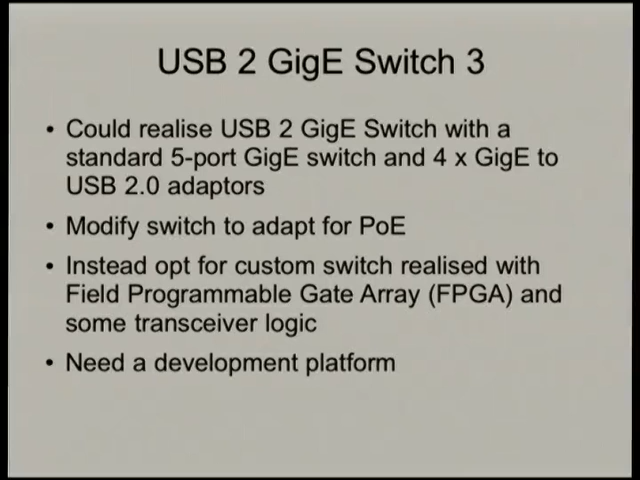 USB 2 GigE Switch 3
• Could realise USB 2 GigE Switch with a
standard 5-port GigE switch and 4 x GigE to
USB 2.0 adaptors
• Modify switch to adapt for PoE
• Instead opt for custom switch realised with
Field Programmable Gate Array (FPGA) and
some transceiver logic
• Need a development platform